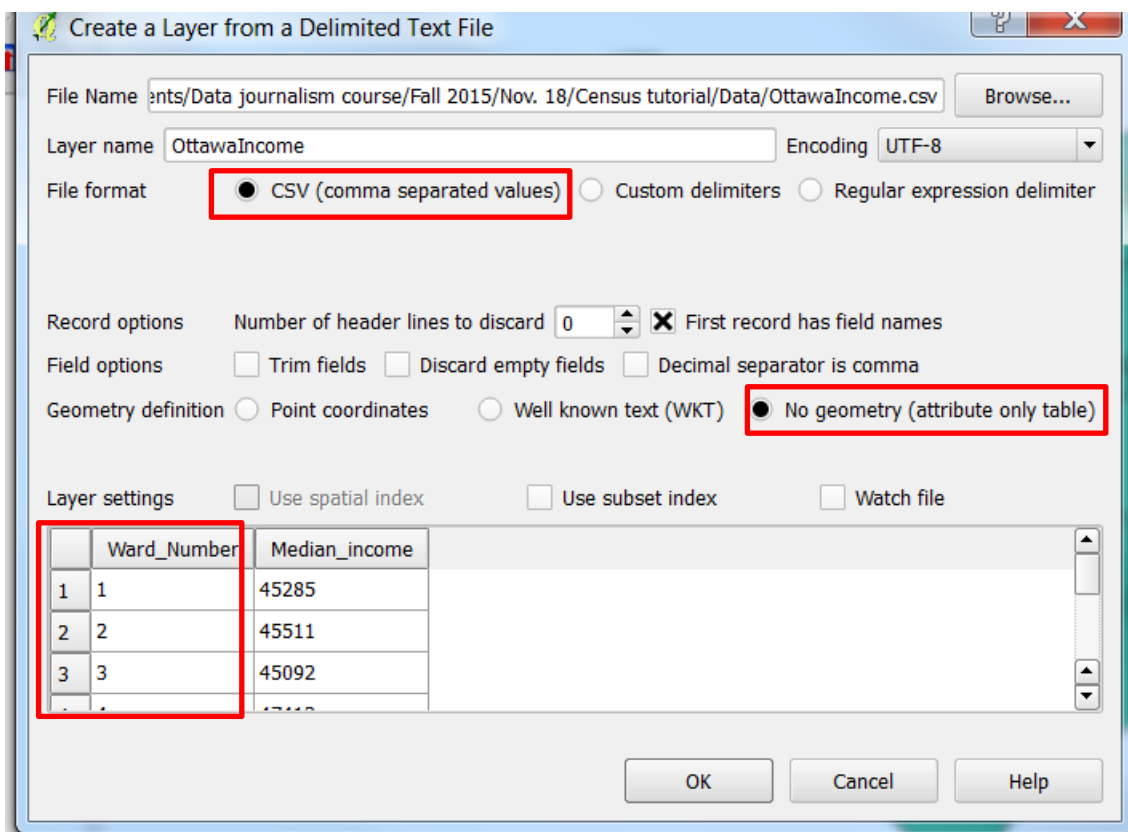 Create a Layer from a Delimited Text File
File Name ents/Data journalism course/Fall 2015/Nov. 18/Census tutorial/Data/OttawaIncome.csv Browse...
Layer name OttawaIncome Encoding UTF-8
File format CSV (comma separated values) Custom delimiters Regular expression delimiter
Record options Number of header lines to discard 0 First record has field names
Field options Trim fields Discard empty fields Decimal separator is comma
Geometry definition Point coordinates Well known text (WKT) No geometry (attribute only table)
Layer settings Use spatial index Use subset index Watch file
Ward_Number Median_income
1 1 45285
2 2 45511
3 3 45092
OK Cancel Help